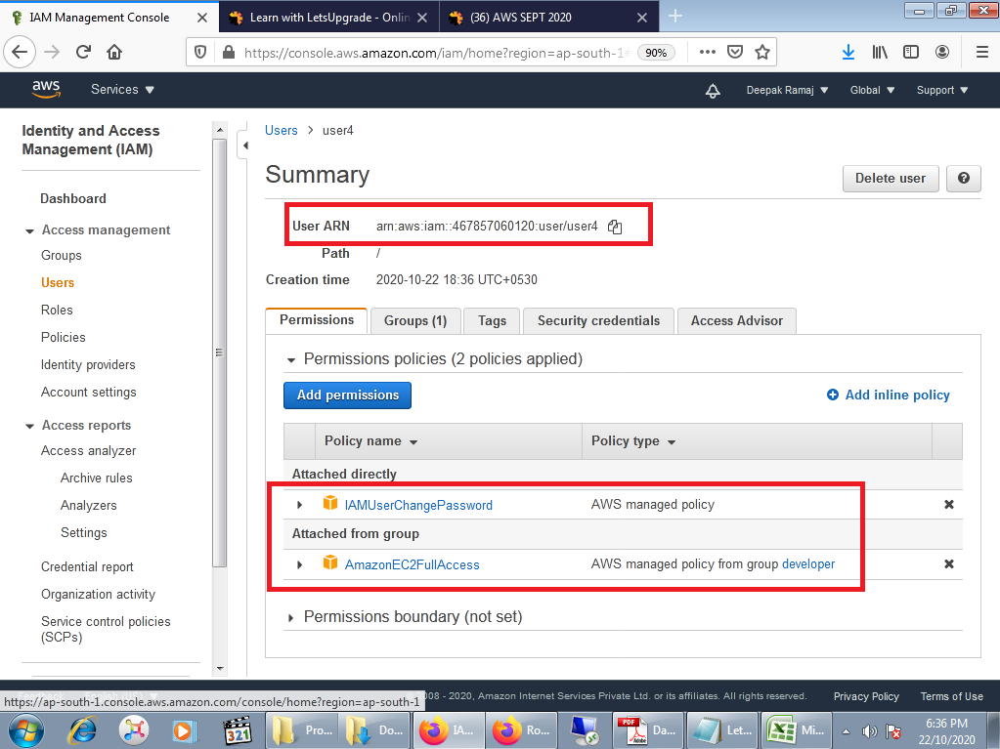 IAM Management Console
Learn with LetsUpgrade - Onlin
(36) AWS SEPT 2020
https://console.aws.amazon.com/iam/home?region=ap-south-1#
90%
aws
Services
Deepak Ramaj
Global
Support
Identity and Access
Management (IAM)
Dashboard
Access management
Groups
Users
Roles
Policies
Identity providers
Account settings
Access reports
Access analyzer
Archive rules
Analyzers
Settings
Credential report
Organization activity
Service control policies
(SCPs)
Users > user4
Summary
Delete user
?
User ARN arn:aws:iam::467857060120:user/user4
Path /
Creation time 2020-10-22 18:36 UTC+0530
Permissions
Groups (1)
Tags
Security credentials
Access Advisor
Permissions policies (2 policies applied)
Add permissions
Add inline policy
Policy name
Policy type
Attached directly
IAMUserChangePassword AWS managed policy
Attached from group
AmazonEC2FullAccess AWS managed policy from group developer
Permissions boundary (not set)
https://ap-south-1.console.aws.amazon.com/console/home?region=ap-south-1
008 - 2020, Amazon Internet Services Private Ltd. or its affiliates. All rights reserved.
Privacy Policy
Terms of Use
321
Pro...
Do...
IA...
Ro...
PDF
Adobe
Da...
Let...
Mi...
6:36 PM
22/10/2020